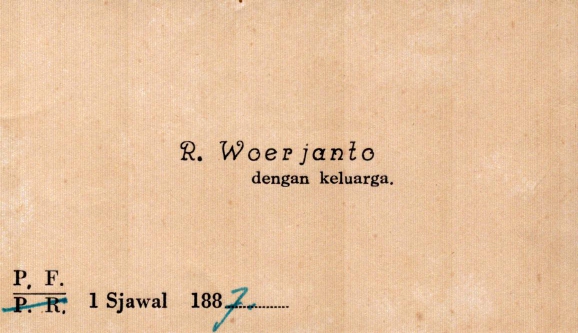 R. Woerjanto
dengan keluarga.
P. F.
P. R. 1 Sjawal 1887.